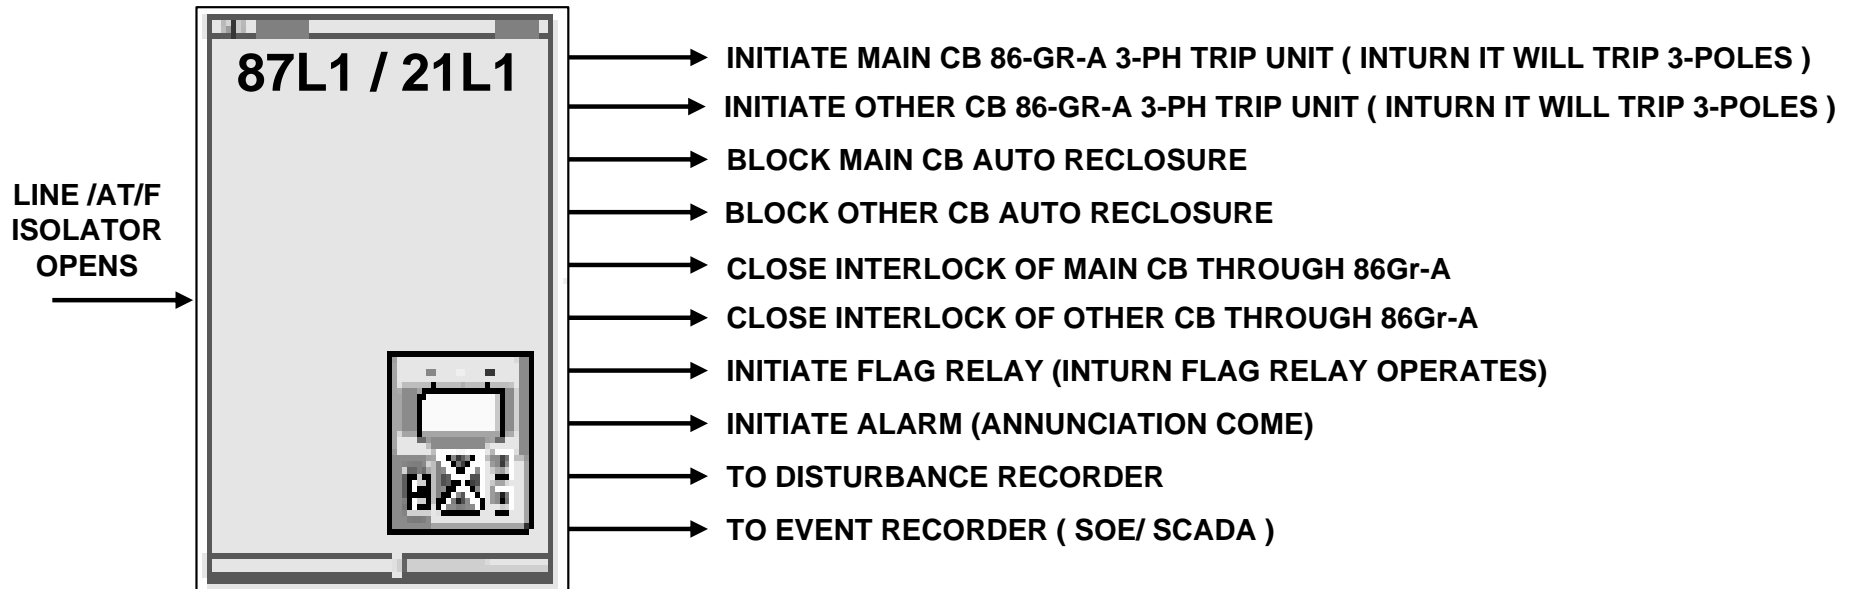 87L1 / 21L1
LINE /AT/F
ISOLATOR
OPENS
INITIATE MAIN CB 86-GR-A 3-PH TRIP UNIT ( INTURN IT WILL TRIP 3-POLES )
INITIATE OTHER CB 86-GR-A 3-PH TRIP UNIT ( INTURN IT WILL TRIP 3-POLES )
BLOCK MAIN CB AUTO RECLOSURE
BLOCK OTHER CB AUTO RECLOSURE
CLOSE INTERLOCK OF MAIN CB THROUGH 86Gr-A
CLOSE INTERLOCK OF OTHER CB THROUGH 86Gr-A
INITIATE FLAG RELAY (INTURN FLAG RELAY OPERATES)
INITIATE ALARM (ANNUNCIATION COME)
TO DISTURBANCE RECORDER
TO EVENT RECORDER ( SOE/ SCADA )